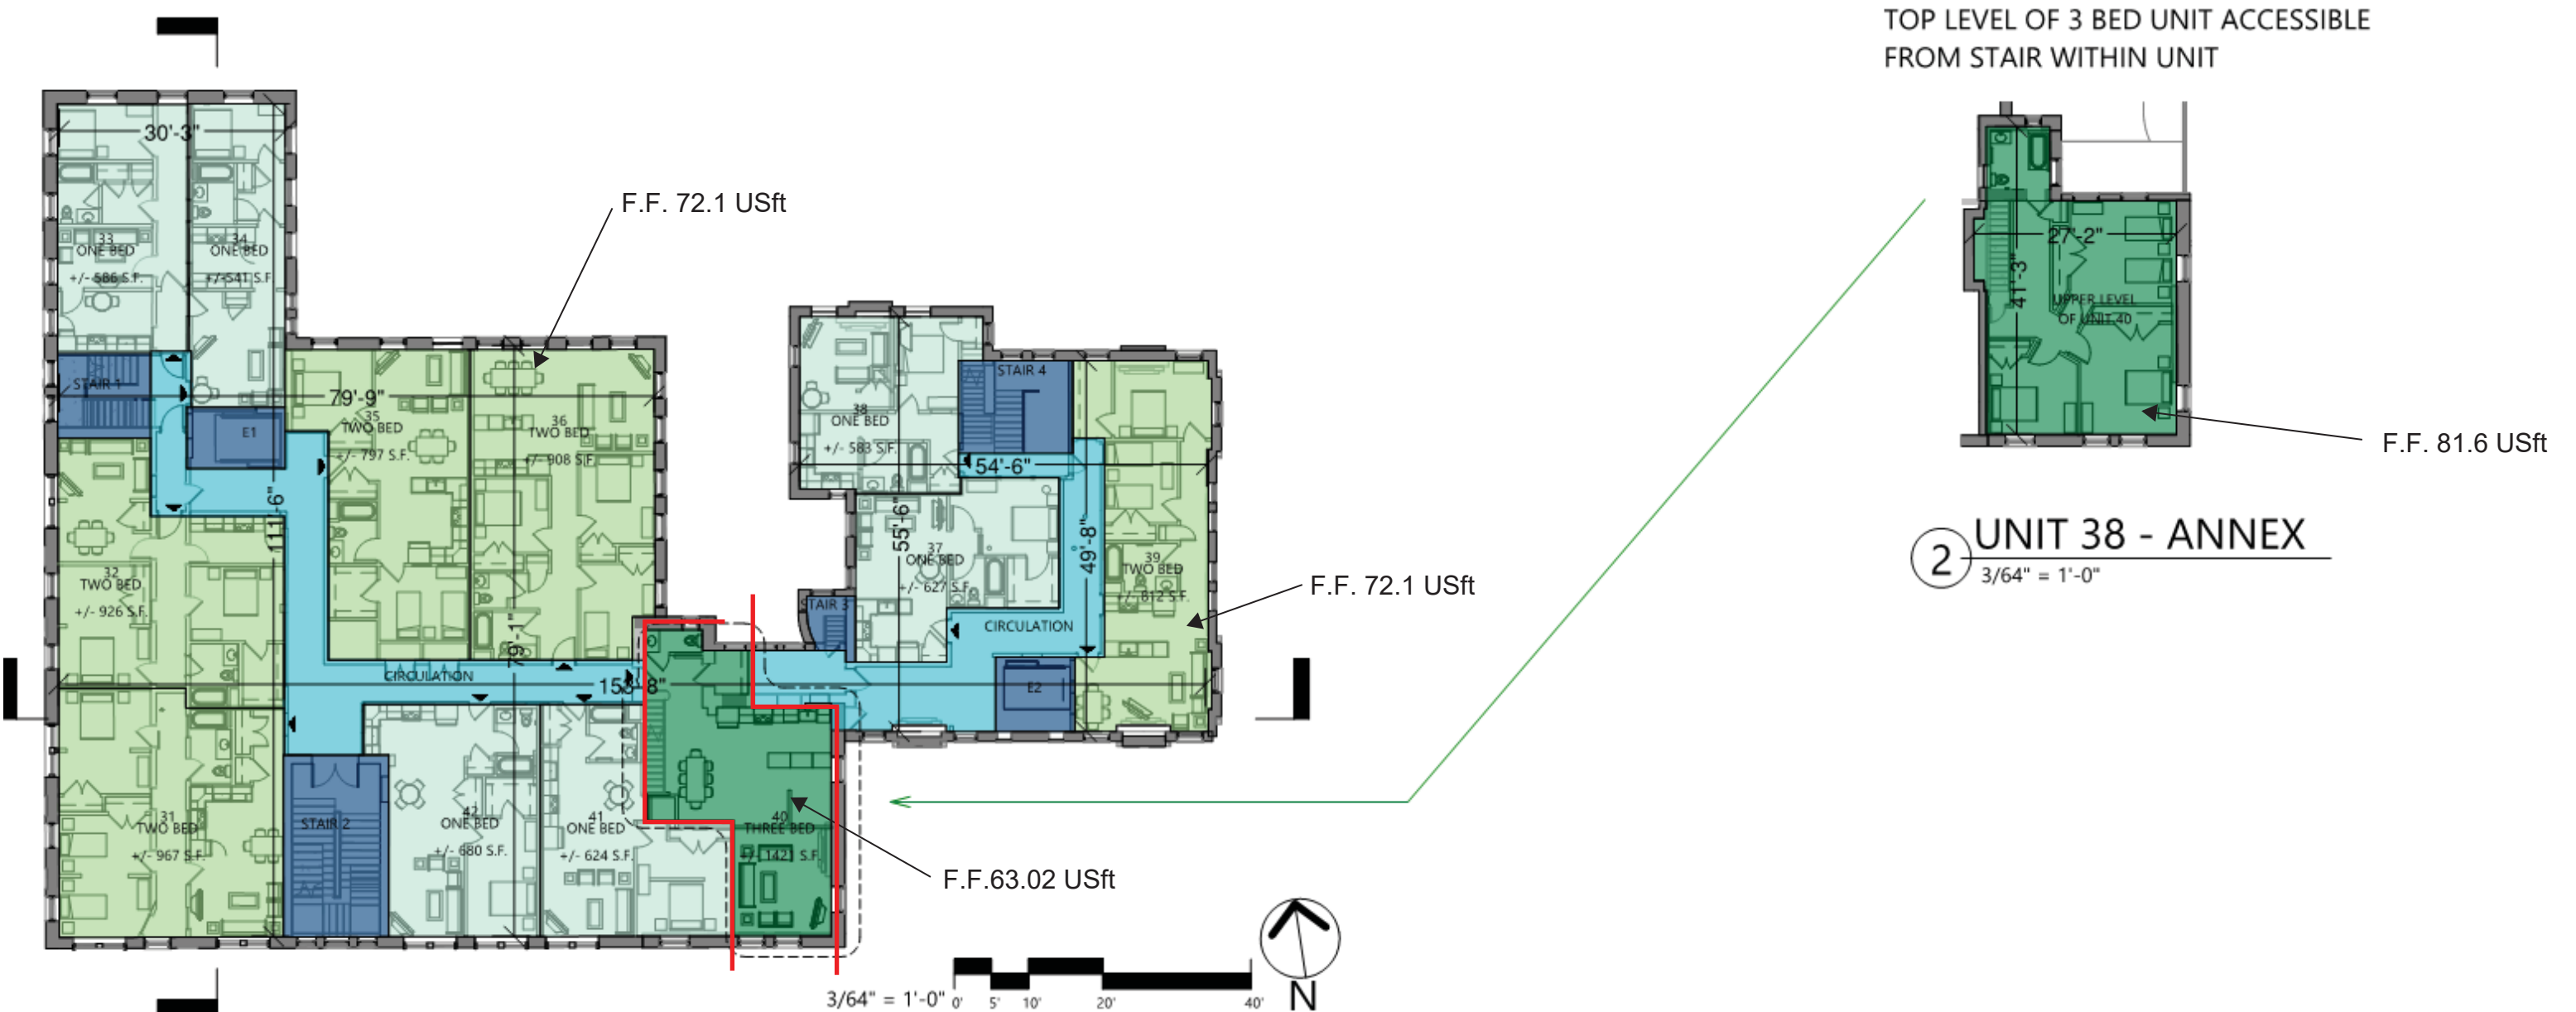 TOP LEVEL OF 3 BED UNIT ACCESSIBLE
FROM STAIR WITHIN UNIT
30'-3"
F.F. 72.1 USft
27'-2"
41'-3"
33
ONE BED
+/- 586 S.F.
34
ONE BED
+/-541 S.F.
UPPER LEVEL
OF UNIT 40
STAIR 1
E1
79'-9"
35
TWO BED
+/- 797 S.F.
36
TWO BED
+/- 908 S.F.
38
ONE BED
+/- 583 S.F.
STAIR 4
54'-6"
F.F. 81.6 USft
111'-6"
55'-6"
49'-8"
UNIT 38 - ANNEX
2
3/64" = 1'-0"
32
TWO BED
+/- 926 S.F.
37
ONE BED
+/- 627 S.F.
39
TWO BED
+/- 812 S.F.
F.F. 72.1 USft
STAIR 3
CIRCULATION
79'-1"
CIRCULATION
E2
31
TWO BED
+/- 967 S.F.
STAIR 2
42
ONE BED
+/- 680 S.F.
41
ONE BED
+/- 624 S.F.
40
THREE BED
+/- 1421 S.F.
F.F.63.02 USft
3/64" = 1'-0"
0'
5'
10'
20'
40'
N